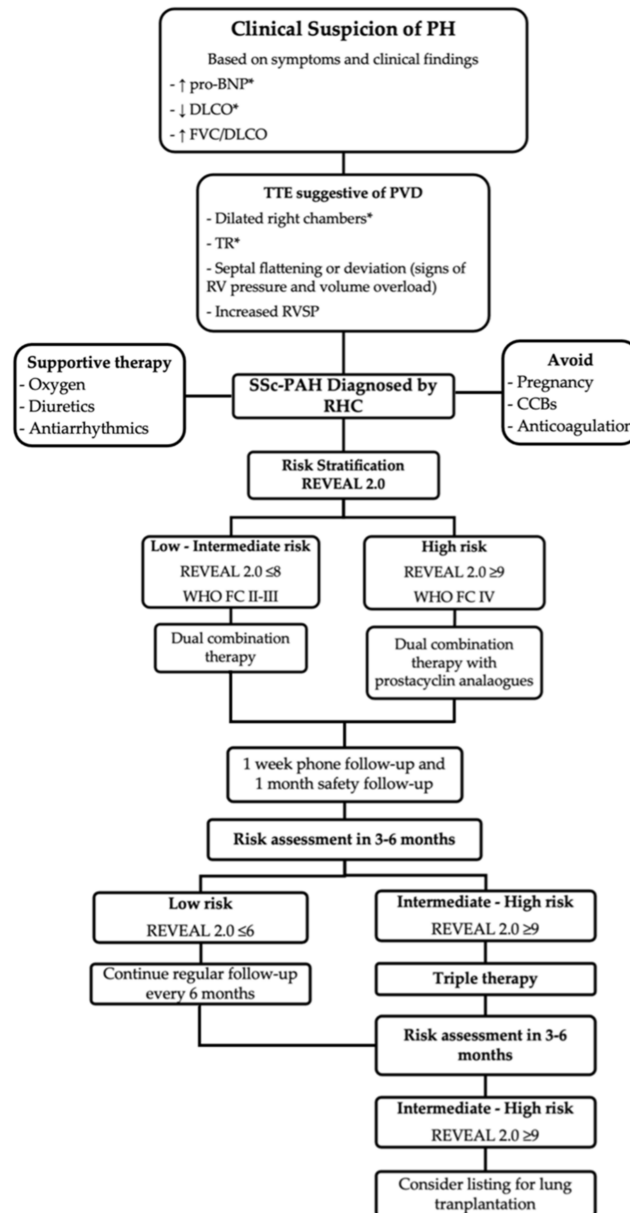 Clinical Suspicion of PH
Based on symptoms and clinical findings
- ↑ pro-BNP*
- ↓ DLCO*
- ↑ FVC/DLCO
TTE suggestive of PVD
- Dilated right chambers*
- TR*
- Septal flattening or deviation (signs of
RV pressure and volume overload)
- Increased RVSP
Supportive therapy
- Oxygen
- Diuretics
- Antiarrhythmics
SSc-PAH Diagnosed by
RHC
Avoid
- Pregnancy
- CCBs
- Anticoagulation
Risk Stratification
REVEAL 2.0
Low - Intermediate risk
REVEAL 2.0 ≤8
WHO FC II-III
High risk
REVEAL 2.0 ≥9
WHO FC IV
Dual combination
therapy
Dual combination
therapy with
prostacyclin analaogues
1 week phone follow-up and
1 month safety follow-up
Risk assessment in 3-6 months
Low risk
REVEAL 2.0 ≤6
Intermediate - High risk
REVEAL 2.0 ≥9
Continue regular follow-up
every 6 months
Triple therapy
Risk assessment in 3-6
months
Intermediate - High risk
REVEAL 2.0 ≥9
Consider listing for lung
tranplantation